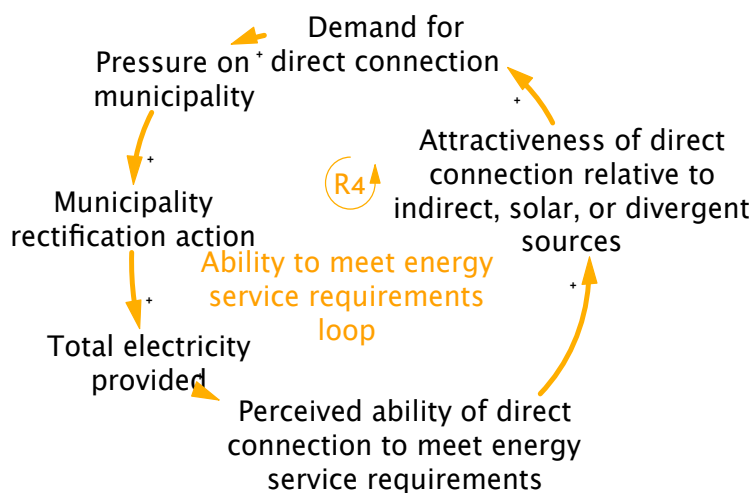 Demand for
direct connection
+
Pressure on
municipality
+
Municipality
rectification action
+
Total electricity
provided
+
Perceived ability of direct
connection to meet energy
service requirements
+
Attractiveness of direct
connection relative to
indirect, solar, or divergent
sources
+
R4
Ability to meet energy
service requirements
loop